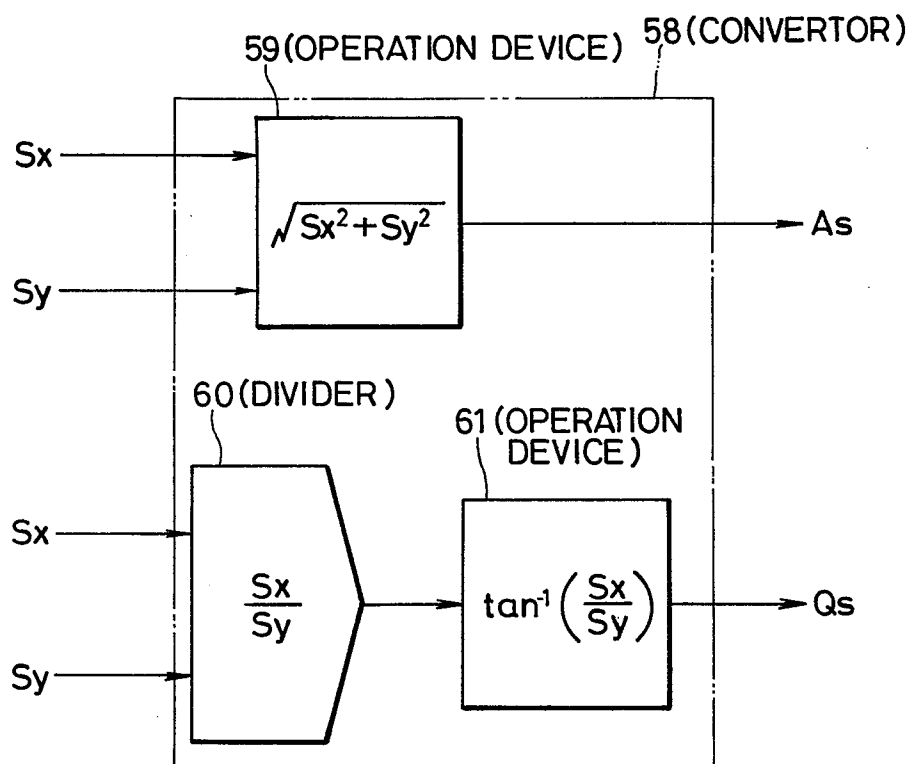 58 (CONVERTOR)
59 (OPERATION DEVICE)
Sx
√Sx²+Sy²
As
Sy
60 (DIVIDER)
61 (OPERATION
DEVICE)
Sx
Sx
Sy
tan⁻¹ (Sx
Sy)
Qs
Sy